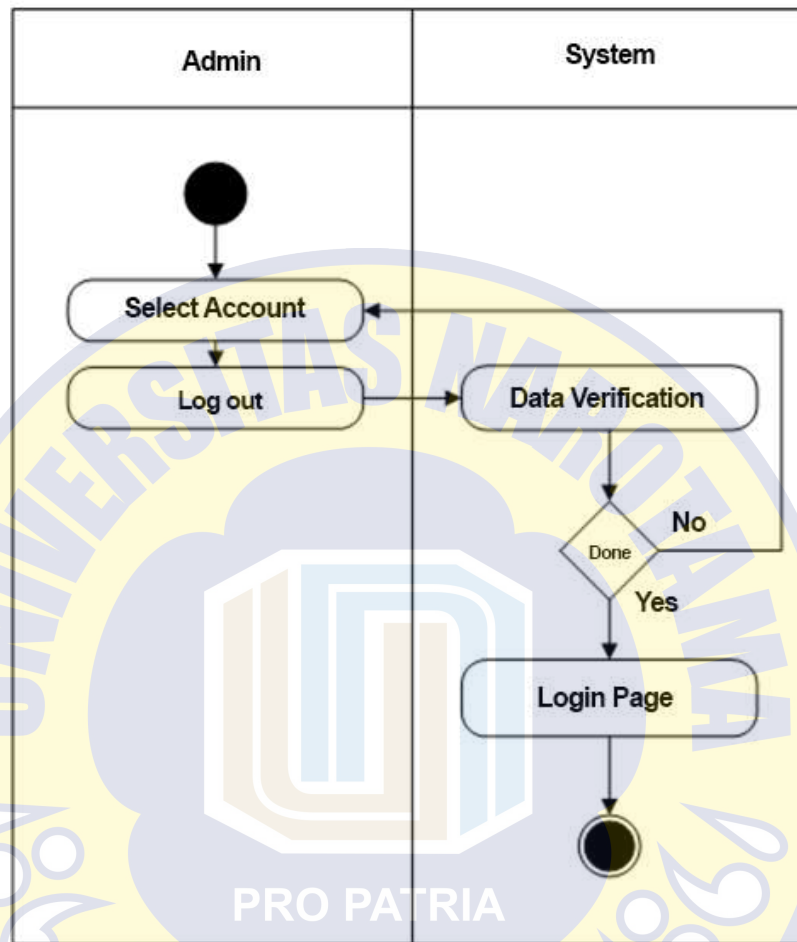 Admin
System
Select Account
Log out
Data Verification
No
Done
Yes
Login Page
UNIVERSITAS NAROTAMA
PRO PATRIA